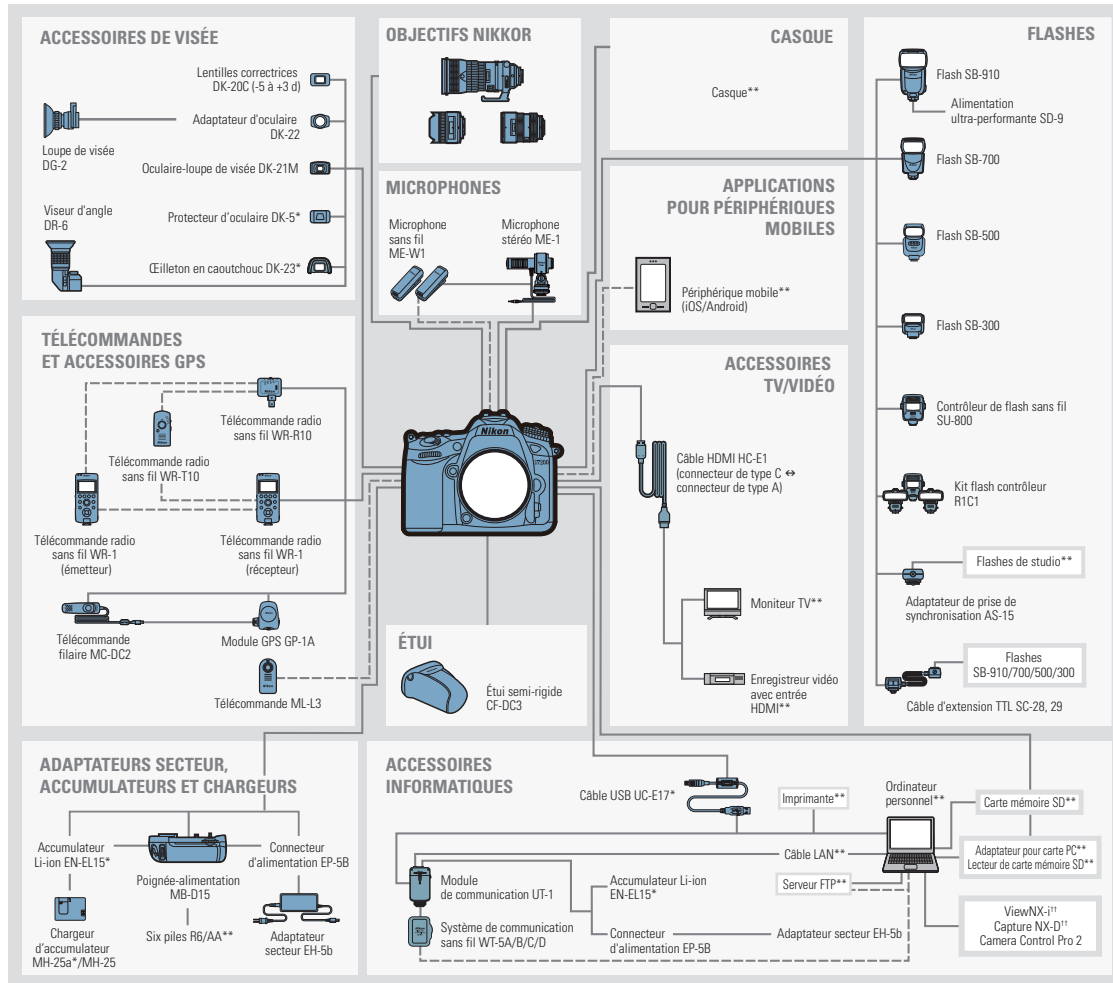 ACCESSOIRES DE VISÉE
Lentilles correctrices
DK-20C (-5 à +3 d)
Adaptateur d'oculaire
DK-22
Loupe de visée
DG-2
Oculaire-loupe de visée DK-21M
Viseur d'angle
DR-6
Protecteur d'oculaire DK-5*
Œilleton en caoutchouc DK-23*
OBJECTIFS NIKKOR
MICROPHONES
Microphone
sans fil
ME-W1
Microphone
stéréo ME-1
CASQUE
Casque**
APPLICATIONS
POUR PÉRIPHÉRIQUES
MOBILES
Périphérique mobile**
(iOS/Android)
FLASHES
Flash SB-910
Alimentation
ultra-performante SD-9
Flash SB-700
Flash SB-500
Flash SB-300
Contrôleur de flash sans fil
SU-800
Kit flash contrôleur
R1C1
Flashes de studio**
Adaptateur de prise de
synchronisation AS-15
Flashes
SB-910/700/500/300
Câble d'extension TTL SC-28, 29
TÉLÉCOMMANDES
ET ACCESSOIRES GPS
Télécommande radio
sans fil WR-R10
Télécommande radio
sans fil WR-T10
Télécommande radio
sans fil WR-1
(émetteur)
Télécommande radio
sans fil WR-1
(récepteur)
Télécommande
filaire MC-DC2
Module GPS GP-1A
Télécommande ML-L3
Nikon
D7200
ÉTUI
Étui semi-rigide
CF-DC3
ACCESSOIRES
TV/VIDÉO
Câble HDMI HC-E1
(connecteur de type C ↔
connecteur de type A)
Moniteur TV**
Enregistreur vidéo
avec entrée
HDMI**
ADAPTATEURS SECTEUR,
ACCUMULATEURS ET CHARGEURS
Accumulateur
Li-ion EN-EL15*
Connecteur
d'alimentation EP-5B
Poignée-alimentation
MB-D15
Chargeur
d'accumulateur
MH-25a*/MH-25
Six piles R6/AA**
Adaptateur
secteur EH-5b
ACCESSOIRES
INFORMATIQUES
Câble USB UC-E17*
Imprimante**
Ordinateur
personnel**
Carte mémoire SD**
Câble LAN**
Adaptateur pour carte PC**
Lecteur de carte mémoire SD**
Module
de communication UT-1
Accumulateur Li-ion
EN-EL15*
Serveur FTP**
Système de communication
sans fil WT-5A/B/C/D
Connecteur
d'alimentation EP-5B
Adaptateur secteur EH-5b
ViewNX-i††
Capture NX-D††
Camera Control Pro 2